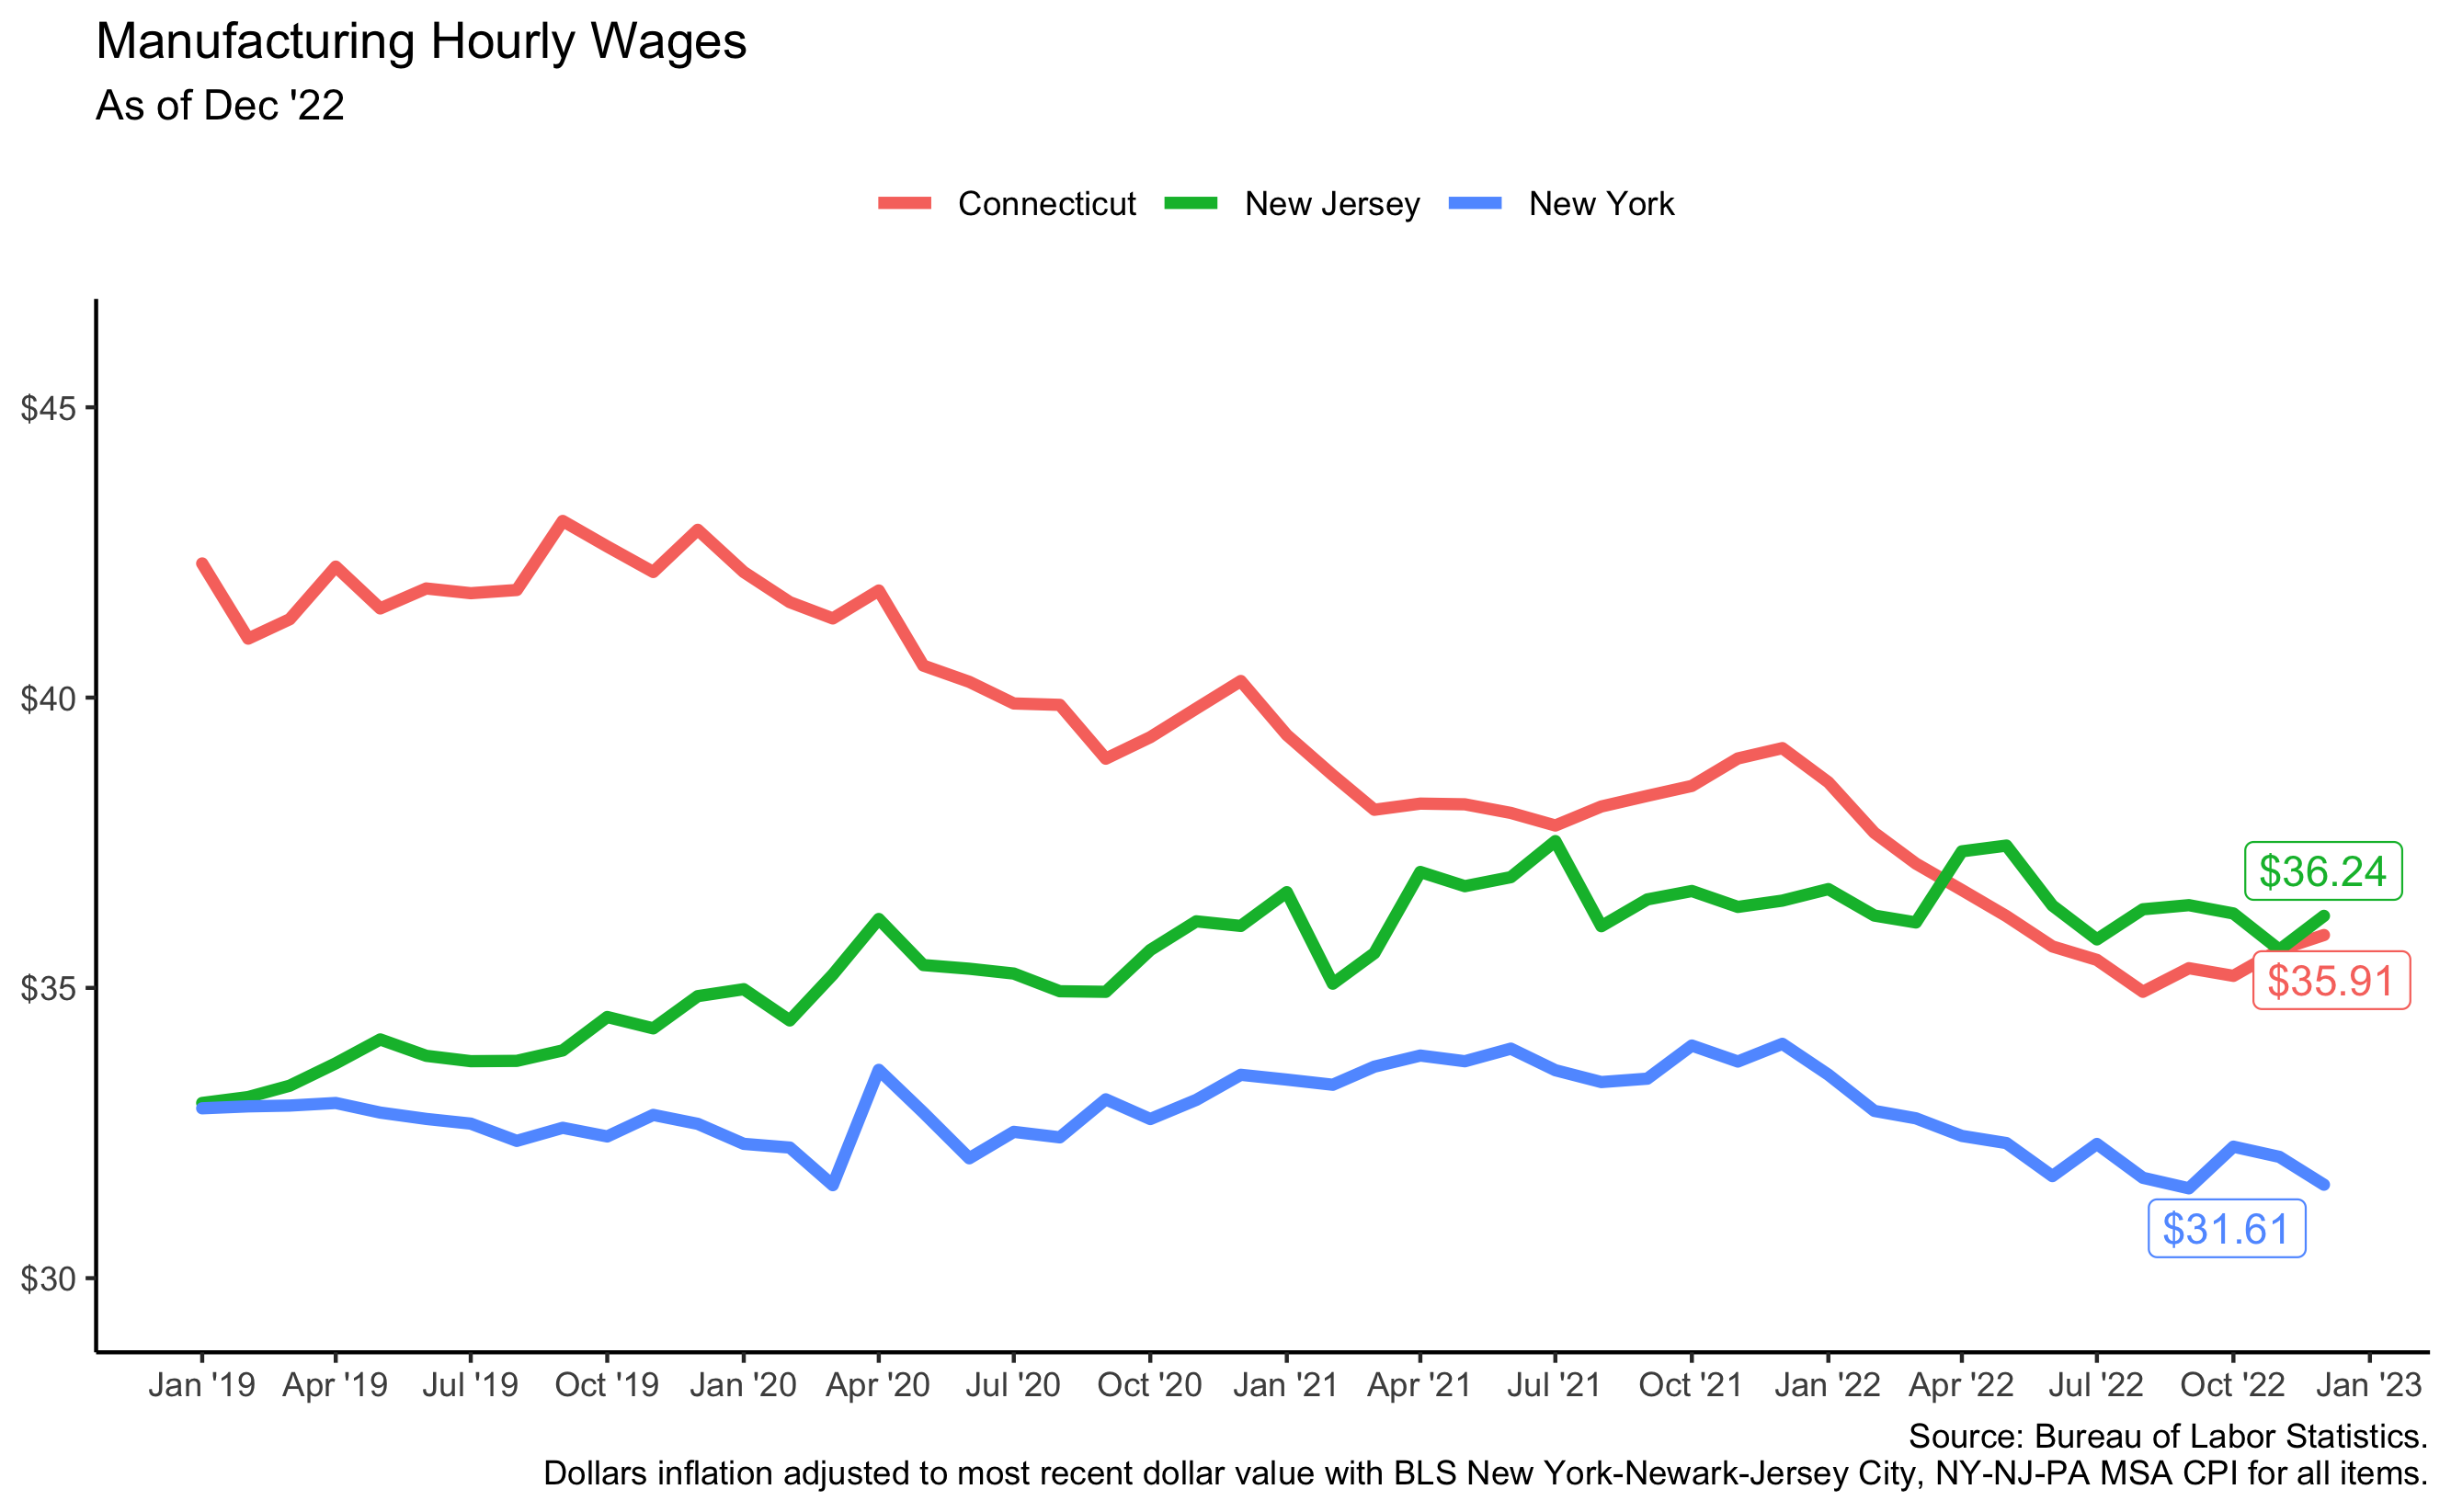 Manufacturing Hourly Wages
As of Dec '22
Connecticut New Jersey New York
$45
$40
$35
$30
$36.24
$35.91
$31.61
Jan '19 Apr '19 Jul '19 Oct '19 Jan '20 Apr '20 Jul '20 Oct '20 Jan '21 Apr '21 Jul '21 Oct '21 Jan '22 Apr '22 Jul '22 Oct '22 Jan '23
Source: Bureau of Labor Statistics.
Dollars inflation adjusted to most recent dollar value with BLS New York-Newark-Jersey City, NY-NJ-PA MSA CPI for all items.